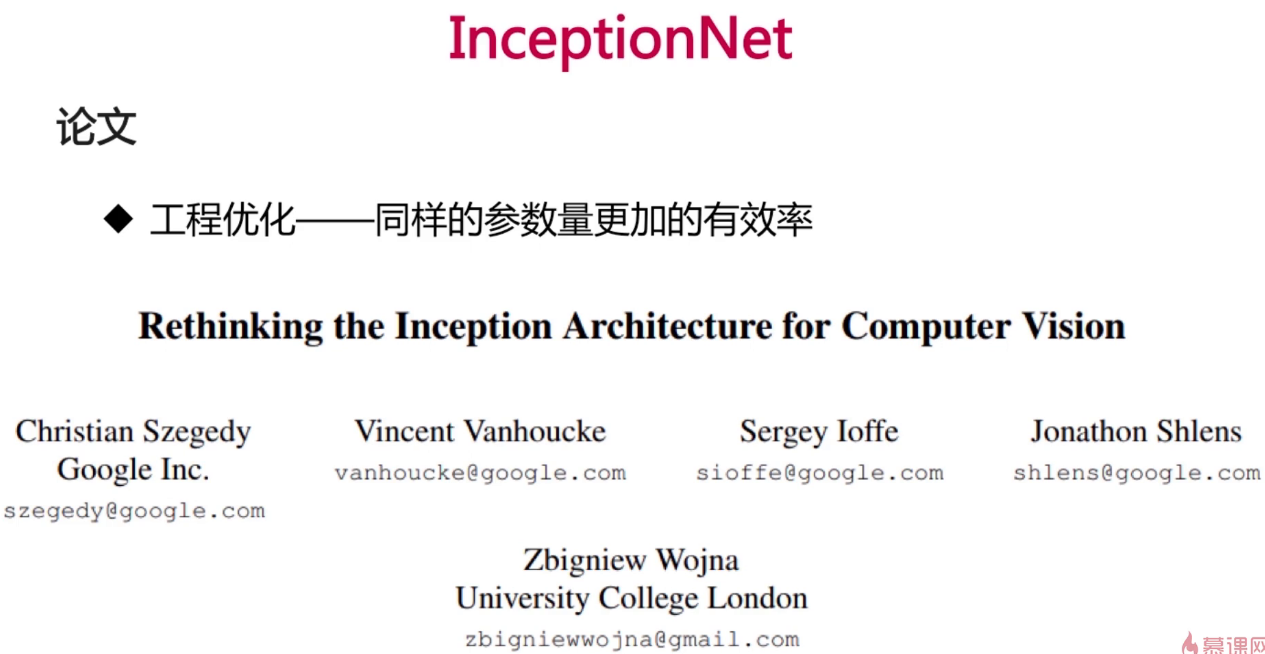 InceptionNet
论文
◆ 工程优化——同样的参数量更加的有效率
Rethinking the Inception Architecture for Computer Vision
Christian Szegedy
Google Inc.
szegedy@google.com
Vincent Vanhoucke
vanhoucke@google.com
Sergey Ioffe
sioffe@google.com
Jonathon Shlens
shlens@google.com
Zbigniew Wojna
University College London
zbigniewwojna@gmail.com
慕课网